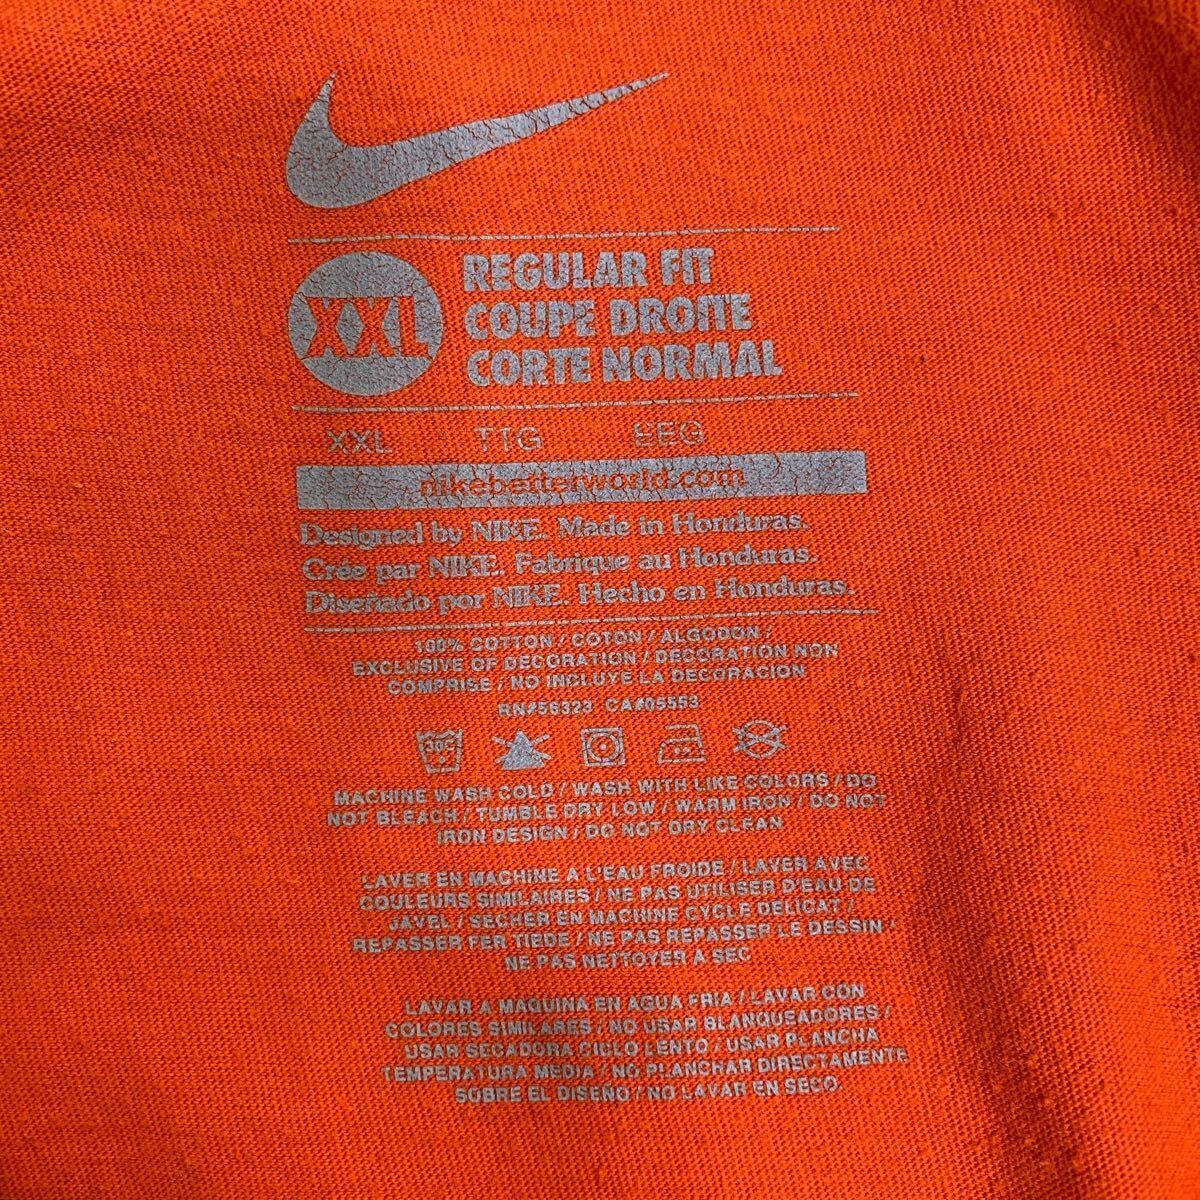 XXL
REGULAR FIT
COUPE DROITE
CORTE NORMAL
XXL TTG EEG
nikebetterworld.com
Designed by NIKE. Made in Honduras.
Crée par NIKE. Fabrique au Honduras.
Diseñado por NIKE. Hecho en Honduras.
100% COTTON / COTON / ALGODON /
EXCLUSIVE OF DECORATION / DECORATION NON
COMPRISE / NO INCLUYE LA DECORACION
RN#56323 CA#05553
30C
MACHINE WASH COLD / WASH WITH LIKE COLORS / DO
NOT BLEACH / TUMBLE DRY LOW / WARM IRON / DO NOT
IRON DESIGN / DO NOT DRY CLEAN
LAVER EN MACHINE A L'EAU FROIDE / LAVER AVEC
COULEURS SIMILAIRES / NE PAS UTILISER D'EAU DE
JAVEL / SECHER EN MACHINE CYCLE DELICAT /
REPASSER FER TIEDE / NE PAS REPASSER LE DESSIN /
NE PAS NETTOYER A SEC
LAVAR A MAQUINA EN AGUA FRIA / LAVAR CON
COLORES SIMILARES / NO USAR BLANQUEADORES /
USAR SECADORA CICLO LENTO / USAR PLANCHA
TEMPERATURA MEDIA / NO PLANCHAR DIRECTAMENTE
SOBRE EL DISEÑO / NO LAVAR EN SECO.